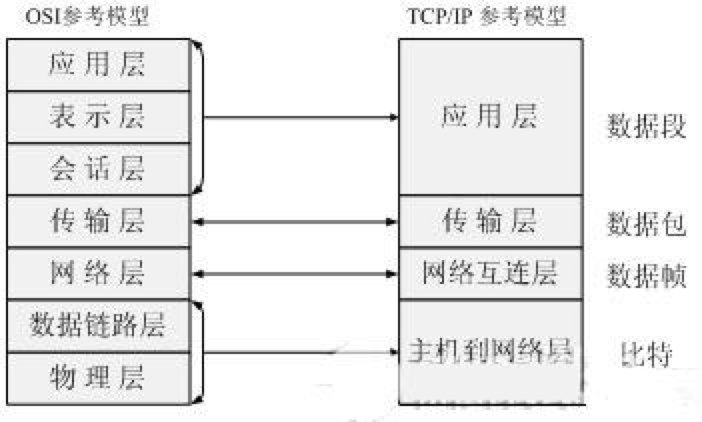 OSI参考模型
TCP/IP 参考模型
应用层
表示层
会话层
传输层
网络层
数据链路层
物理层
应用层
传输层
网络互连层
主机到网络层
数据段
数据包
数据帧
比特